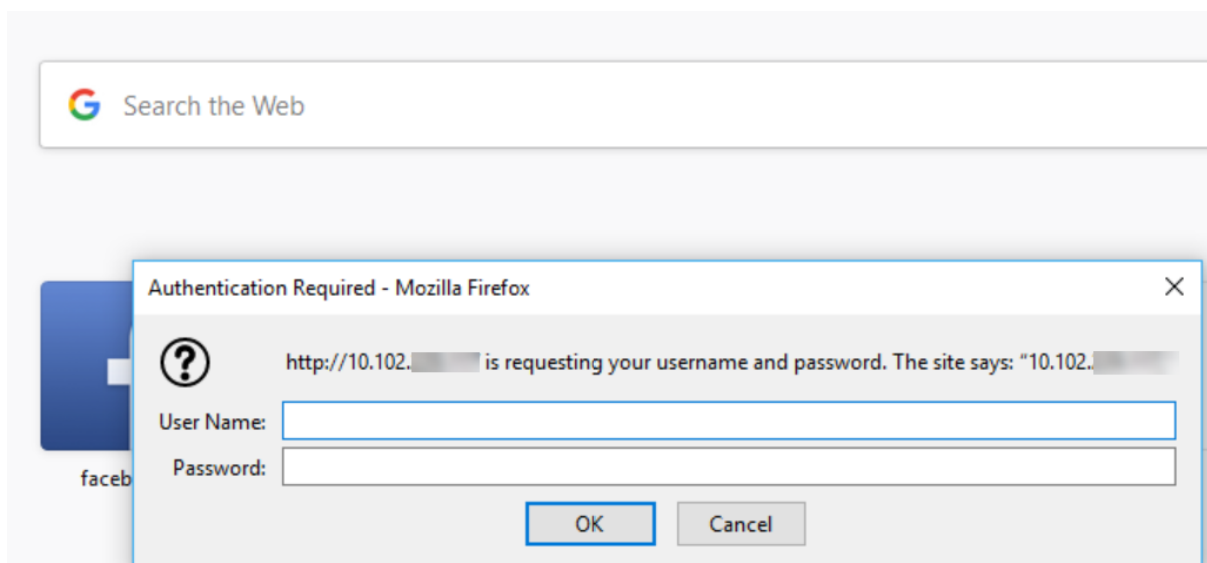 Search the Web
Authentication Required - Mozilla Firefox
http://10.102. is requesting your username and password. The site says: "10.102.
User Name:
Password:
faceb
OK Cancel